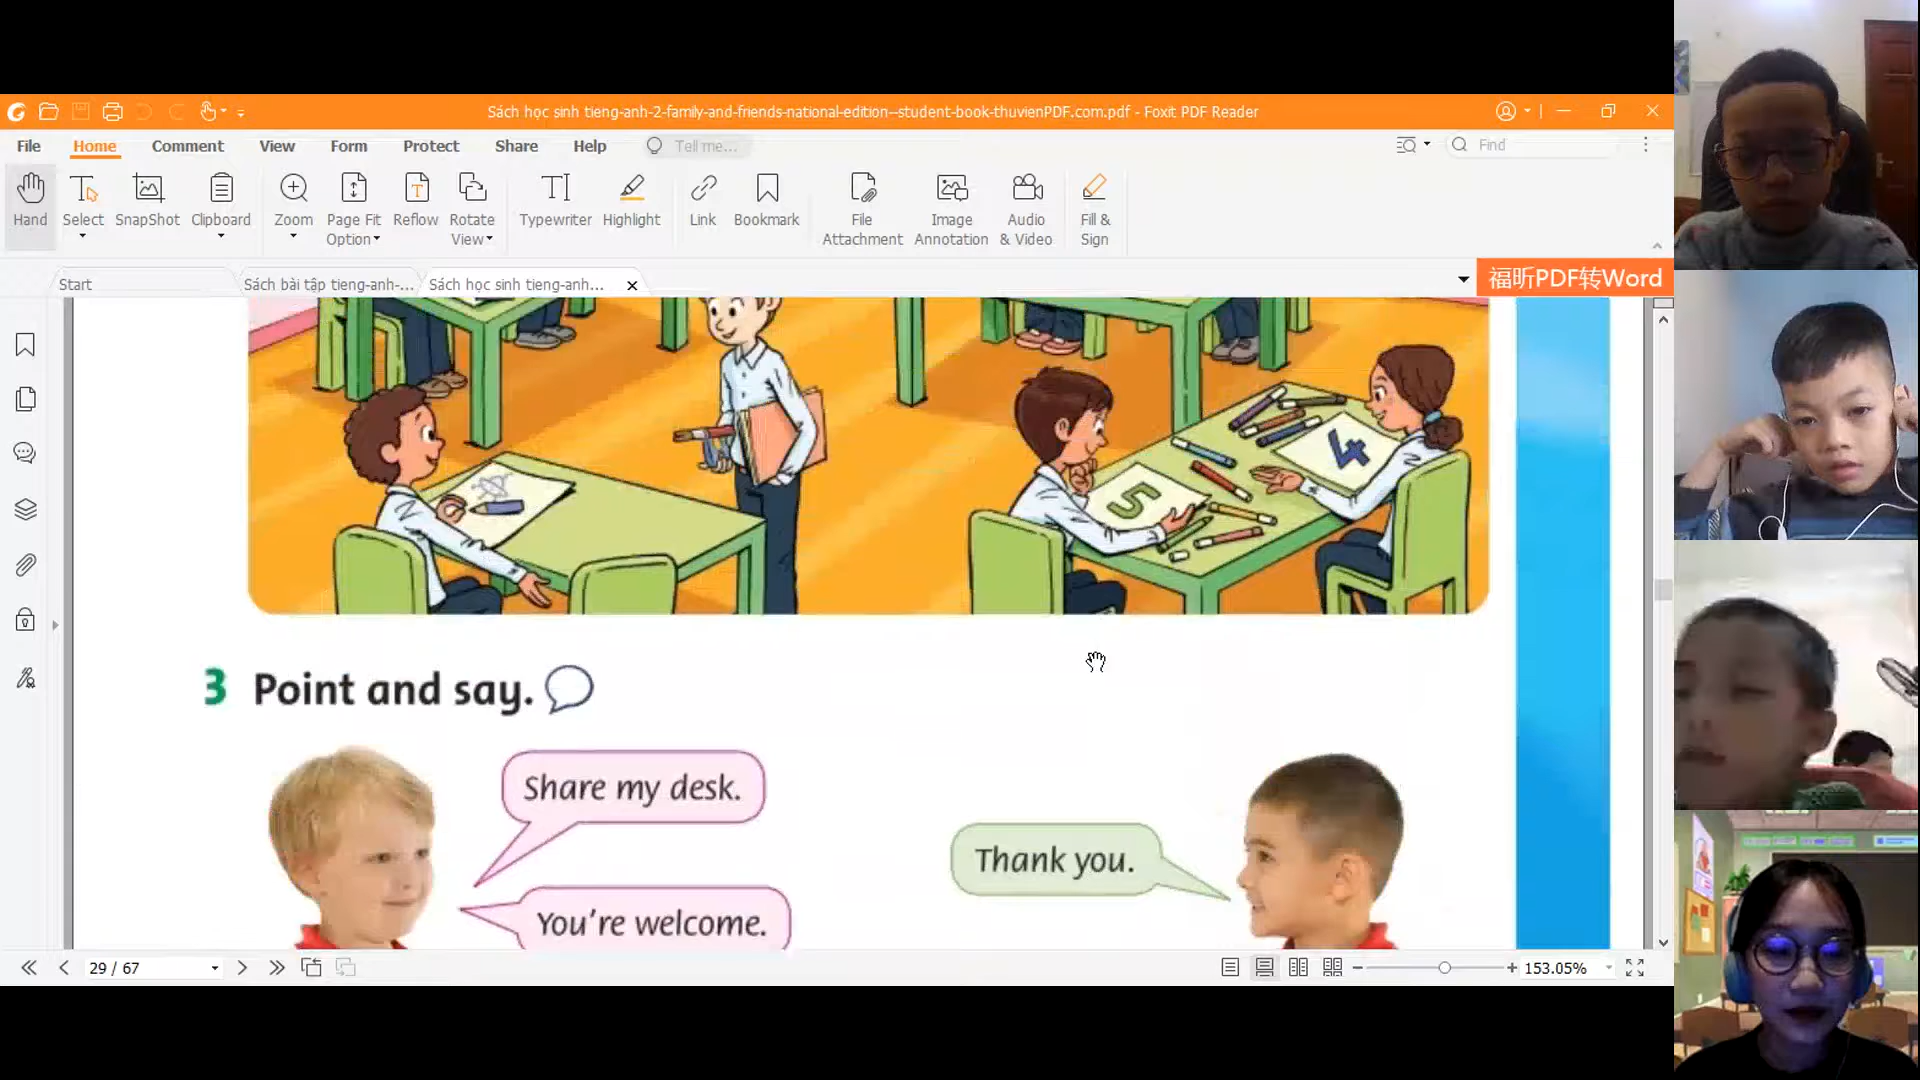 Sách học sinh tieng-anh-2-family-and-friends-national-edition--student-book-thuvienPDF.com.pdf - Foxit PDF Reader
File Home Comment View Form Protect Share Help Tell me... Find
Hand Select SnapShot Clipboard Zoom Page Fit Option Reflow Rotate View Typewriter Highlight Link Bookmark File Attachment Image Annotation Audio & Video Fill & Sign
Start Sách bài tập tieng-anh-... Sách học sinh tieng-anh... 福昕PDF转Word
4
5
3 Point and say.
Share my desk.
Thank you.
You're welcome.
29 / 67 153.05%